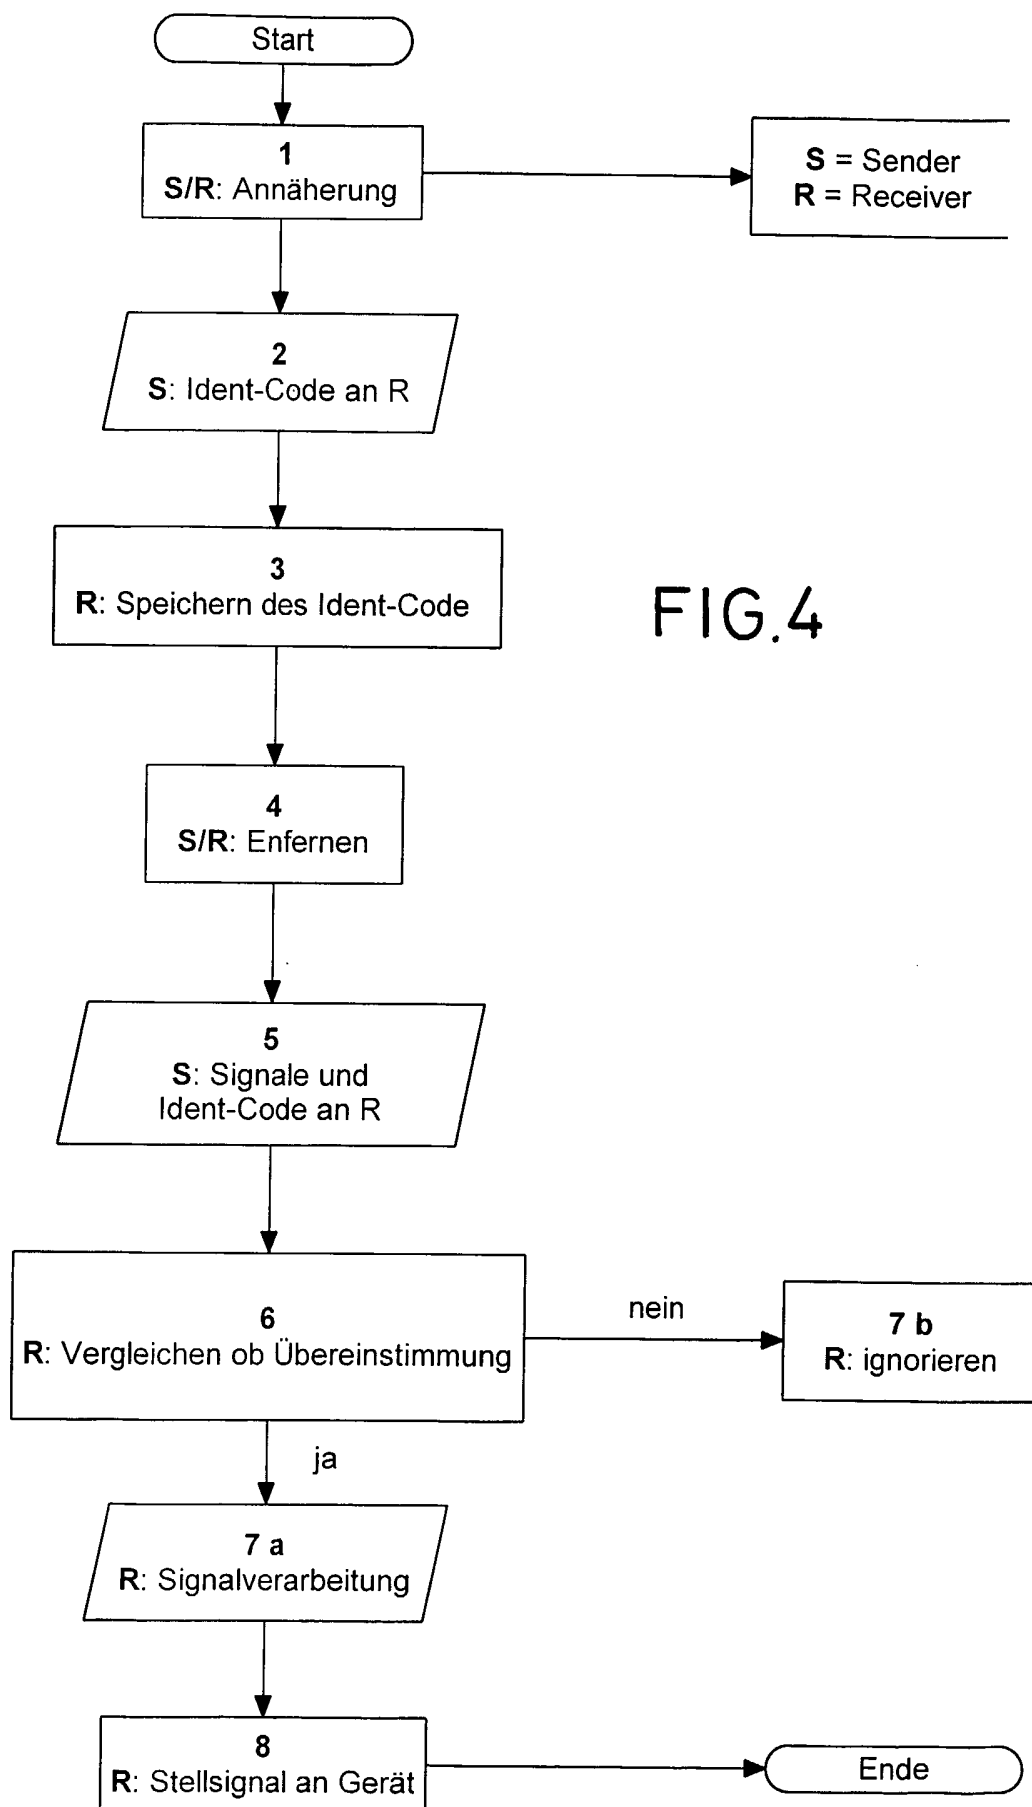 Start
1
S/R: Annäherung
S = Sender
R = Receiver
2
S: Ident-Code an R
3
R: Speichern des Ident-Code
FIG.4
4
S/R: Enfernen
5
S: Signale und
Ident-Code an R
6
R: Vergleichen ob Übereinstimmung
nein
7 b
R: ignorieren
ja
7 a
R: Signalverarbeitung
8
R: Stellsignal an Gerät
Ende